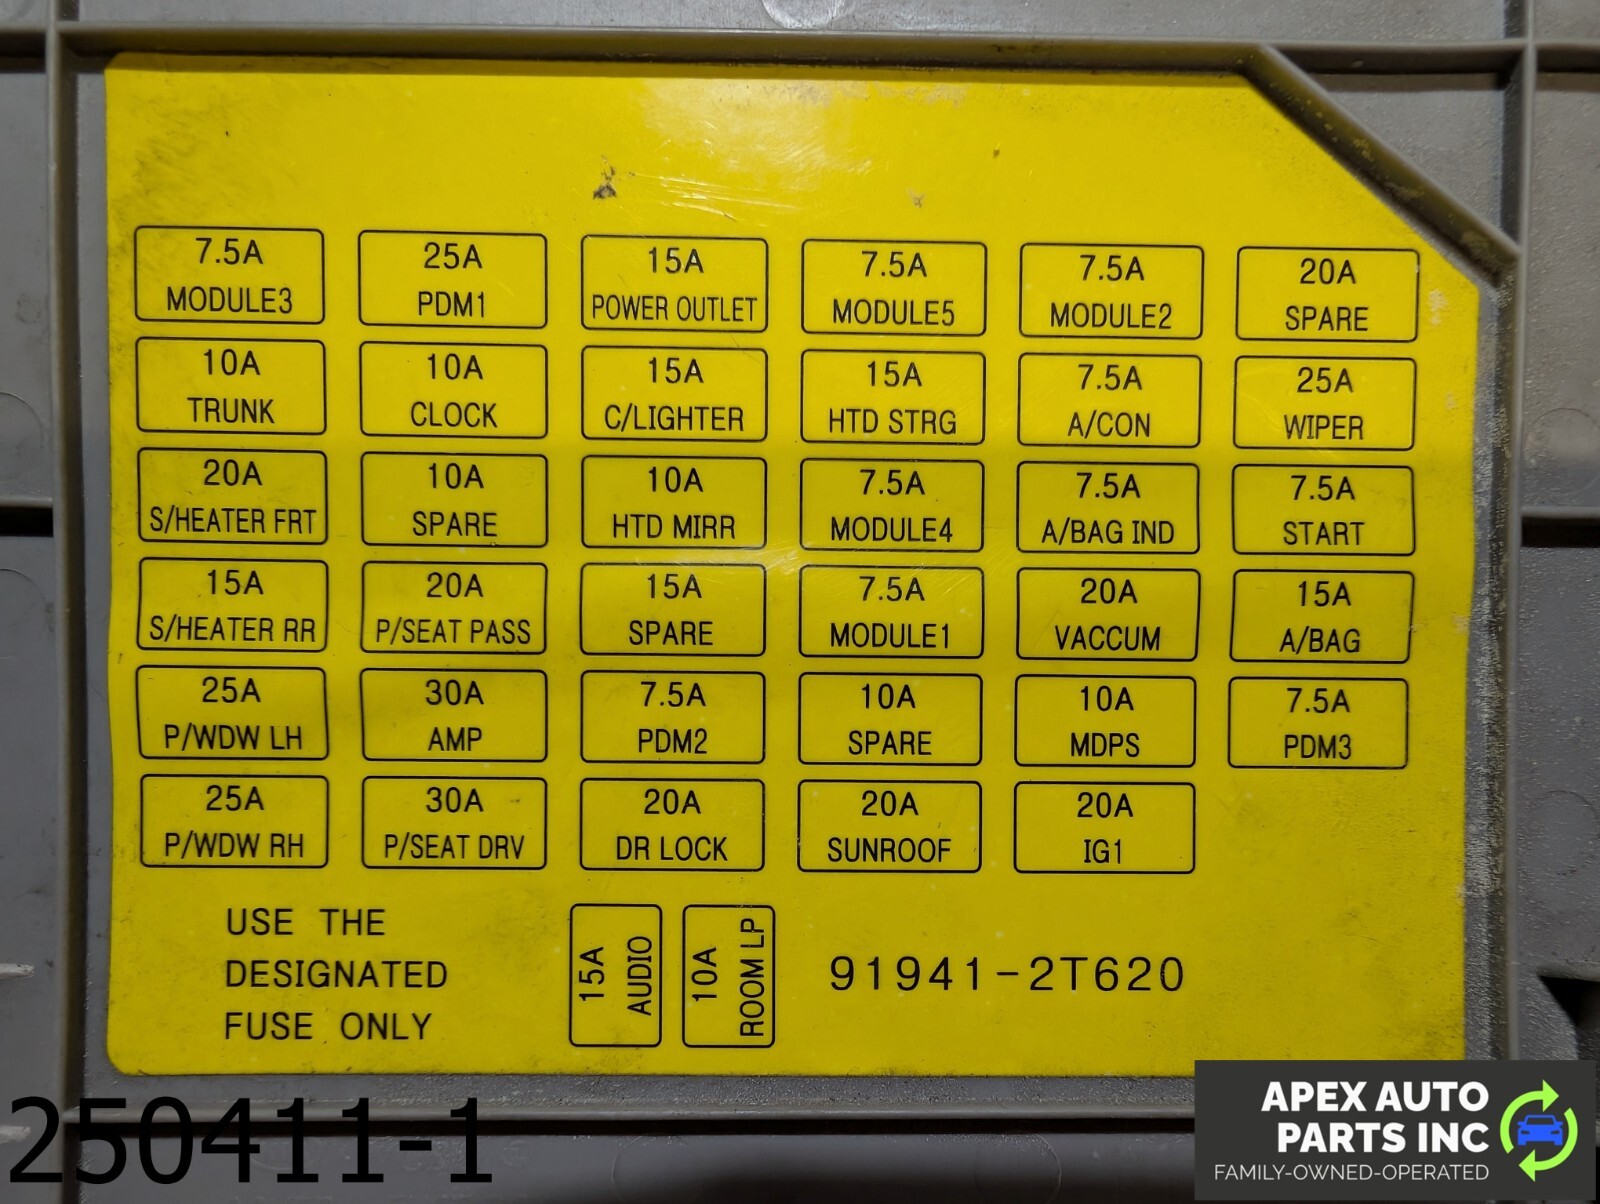 7.5A
MODULE3
25A
PDM1
15A
POWER OUTLET
7.5A
MODULE5
7.5A
MODULE2
20A
SPARE
10A
TRUNK
10A
CLOCK
15A
C/LIGHTER
15A
HTD STRG
7.5A
A/CON
25A
WIPER
20A
S/HEATER FRT
10A
SPARE
10A
HTD MIRR
7.5A
MODULE4
7.5A
A/BAG IND
7.5A
START
15A
S/HEATER RR
20A
P/SEAT PASS
15A
SPARE
7.5A
MODULE1
20A
VACCUM
15A
A/BAG
25A
P/WDW LH
30A
AMP
7.5A
PDM2
10A
SPARE
10A
MDPS
7.5A
PDM3
25A
P/WDW RH
30A
P/SEAT DRV
20A
DR LOCK
20A
SUNROOF
20A
IG1
USE THE
DESIGNATED
FUSE ONLY
15A
AUDIO
10A
ROOM LP
91941-2T620
250411-1
APEX AUTO
PARTS INC
FAMILY-OWNED-OPERATED